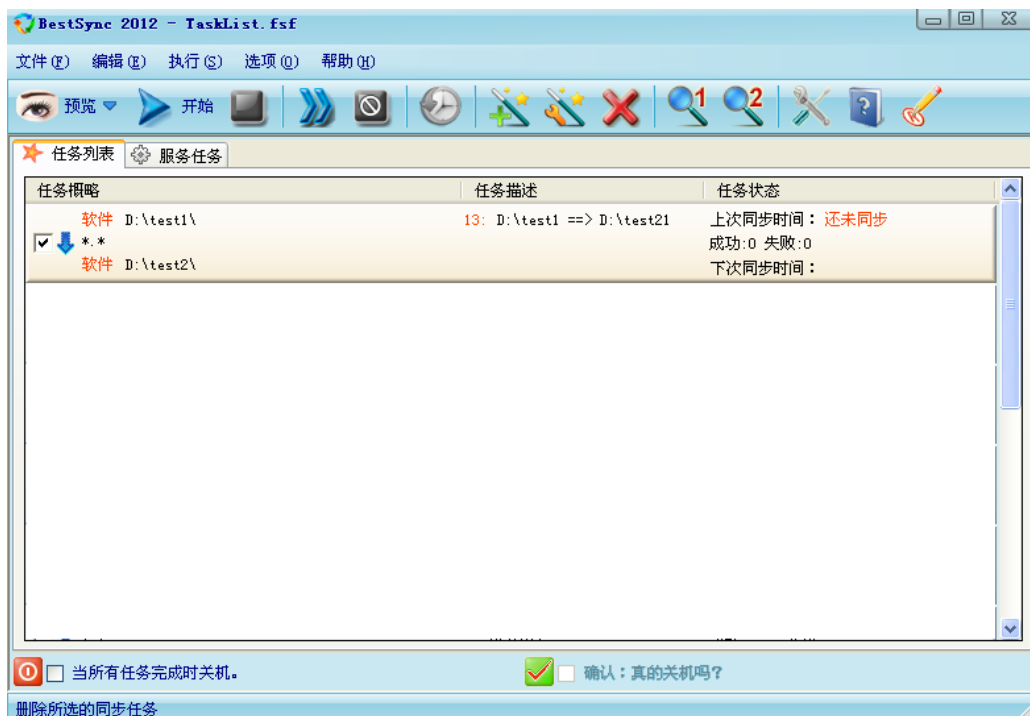 BestSync 2012 - TaskList.fsf
文件(F) 编辑(E) 执行(S) 选项(O) 帮助(H)
预览 开始 1 2
任务列表 服务任务
任务概略 任务描述 任务状态
软件 D:\test1\ 13: D:\test1 ==> D:\test21 上次同步时间：还未同步
*.* 成功:0 失败:0
软件 D:\test2\ 下次同步时间：
当所有任务完成时关机。 确认：真的关机吗?
删除所选的同步任务